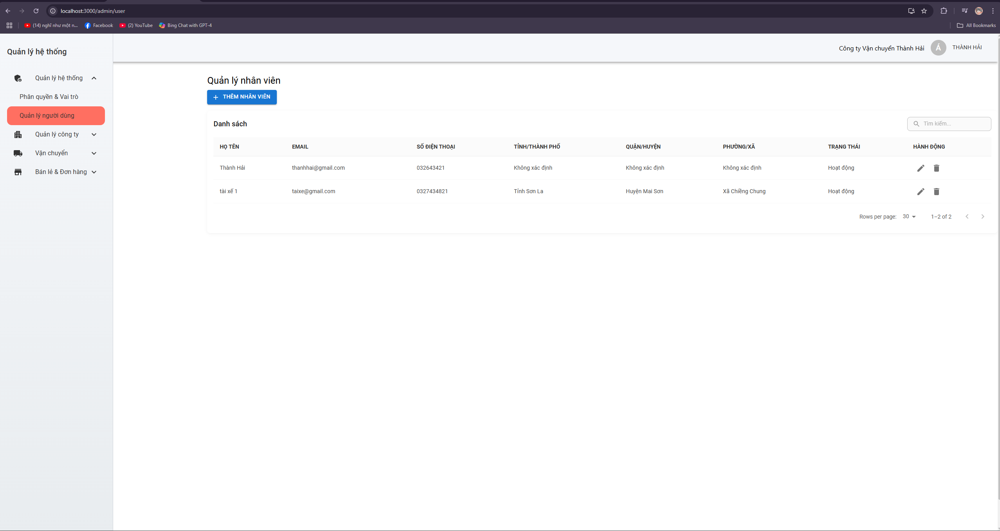 localhost:3000/admin/user
(14) nghĩ như một n...
Facebook
(2) YouTube
Bing Chat with GPT-4
All Bookmarks
Quản lý hệ thống
Công ty Vận chuyển Thành Hải
Á
THÀNH HẢI
Quản lý hệ thống
Phân quyền & Vai trò
Quản lý người dùng
Quản lý công ty
Vận chuyển
Bán lẻ & Đơn hàng
Quản lý nhân viên
THÊM NHÂN VIÊN
Danh sách
Tìm kiếm...
HỌ TÊN EMAIL SỐ ĐIỆN THOẠI TỈNH/THÀNH PHỐ QUẬN/HUYỆN PHƯỜNG/XÃ TRẠNG THÁI HÀNH ĐỘNG
Thành Hải thanhhai@gmail.com 032643421 Không xác định Không xác định Không xác định Hoạt động
tài xế 1 taixe@gmail.com 0327434821 Tỉnh Sơn La Huyện Mai Sơn Xã Chiềng Chung Hoạt động
Rows per page: 30 1–2 of 2